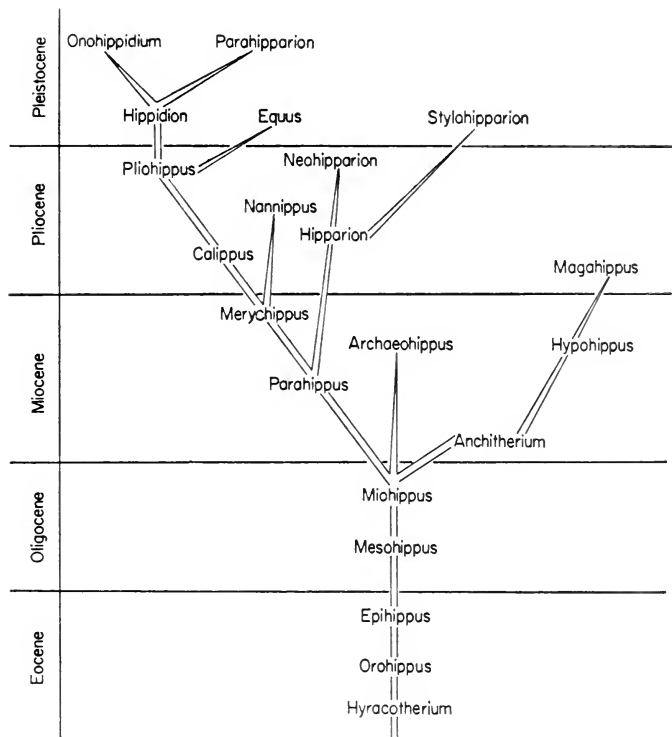 Pleistocene
Onohippidium
Parahipparion
Hippidion
Equus
Stylohipparion
Pliocene
Pliohippus
Neohipparion
Nannippus
Hipparion
Calippus
Magahippus
Miocene
Merychippus
Archaeohippus
Hypohippus
Parahippus
Anchitherium
Oligocene
Miohippus
Mesohippus
Eocene
Epihippus
Orohippus
Hyracotherium